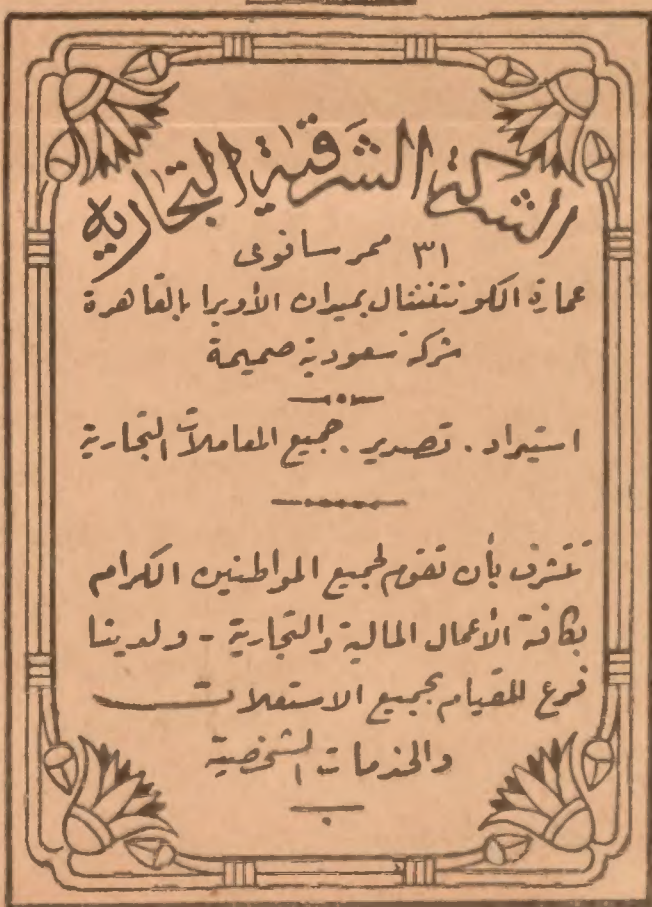 الشركة الشرقية التجارية
٣١ ممر سانوى
عمارة الكونتننتال بميدان الأوبرا بالقاهرة
شركة سعودية صميمة
استيراد . تصدير . جميع المعاملات التجارية
تتشرف بأن تقوم لجميع المواطنين الكرام
بكافة الأعمال المالية والتجارية - ولدينا
فرع للقيام بجميع الاستعلامات
والخدمات الشخصية